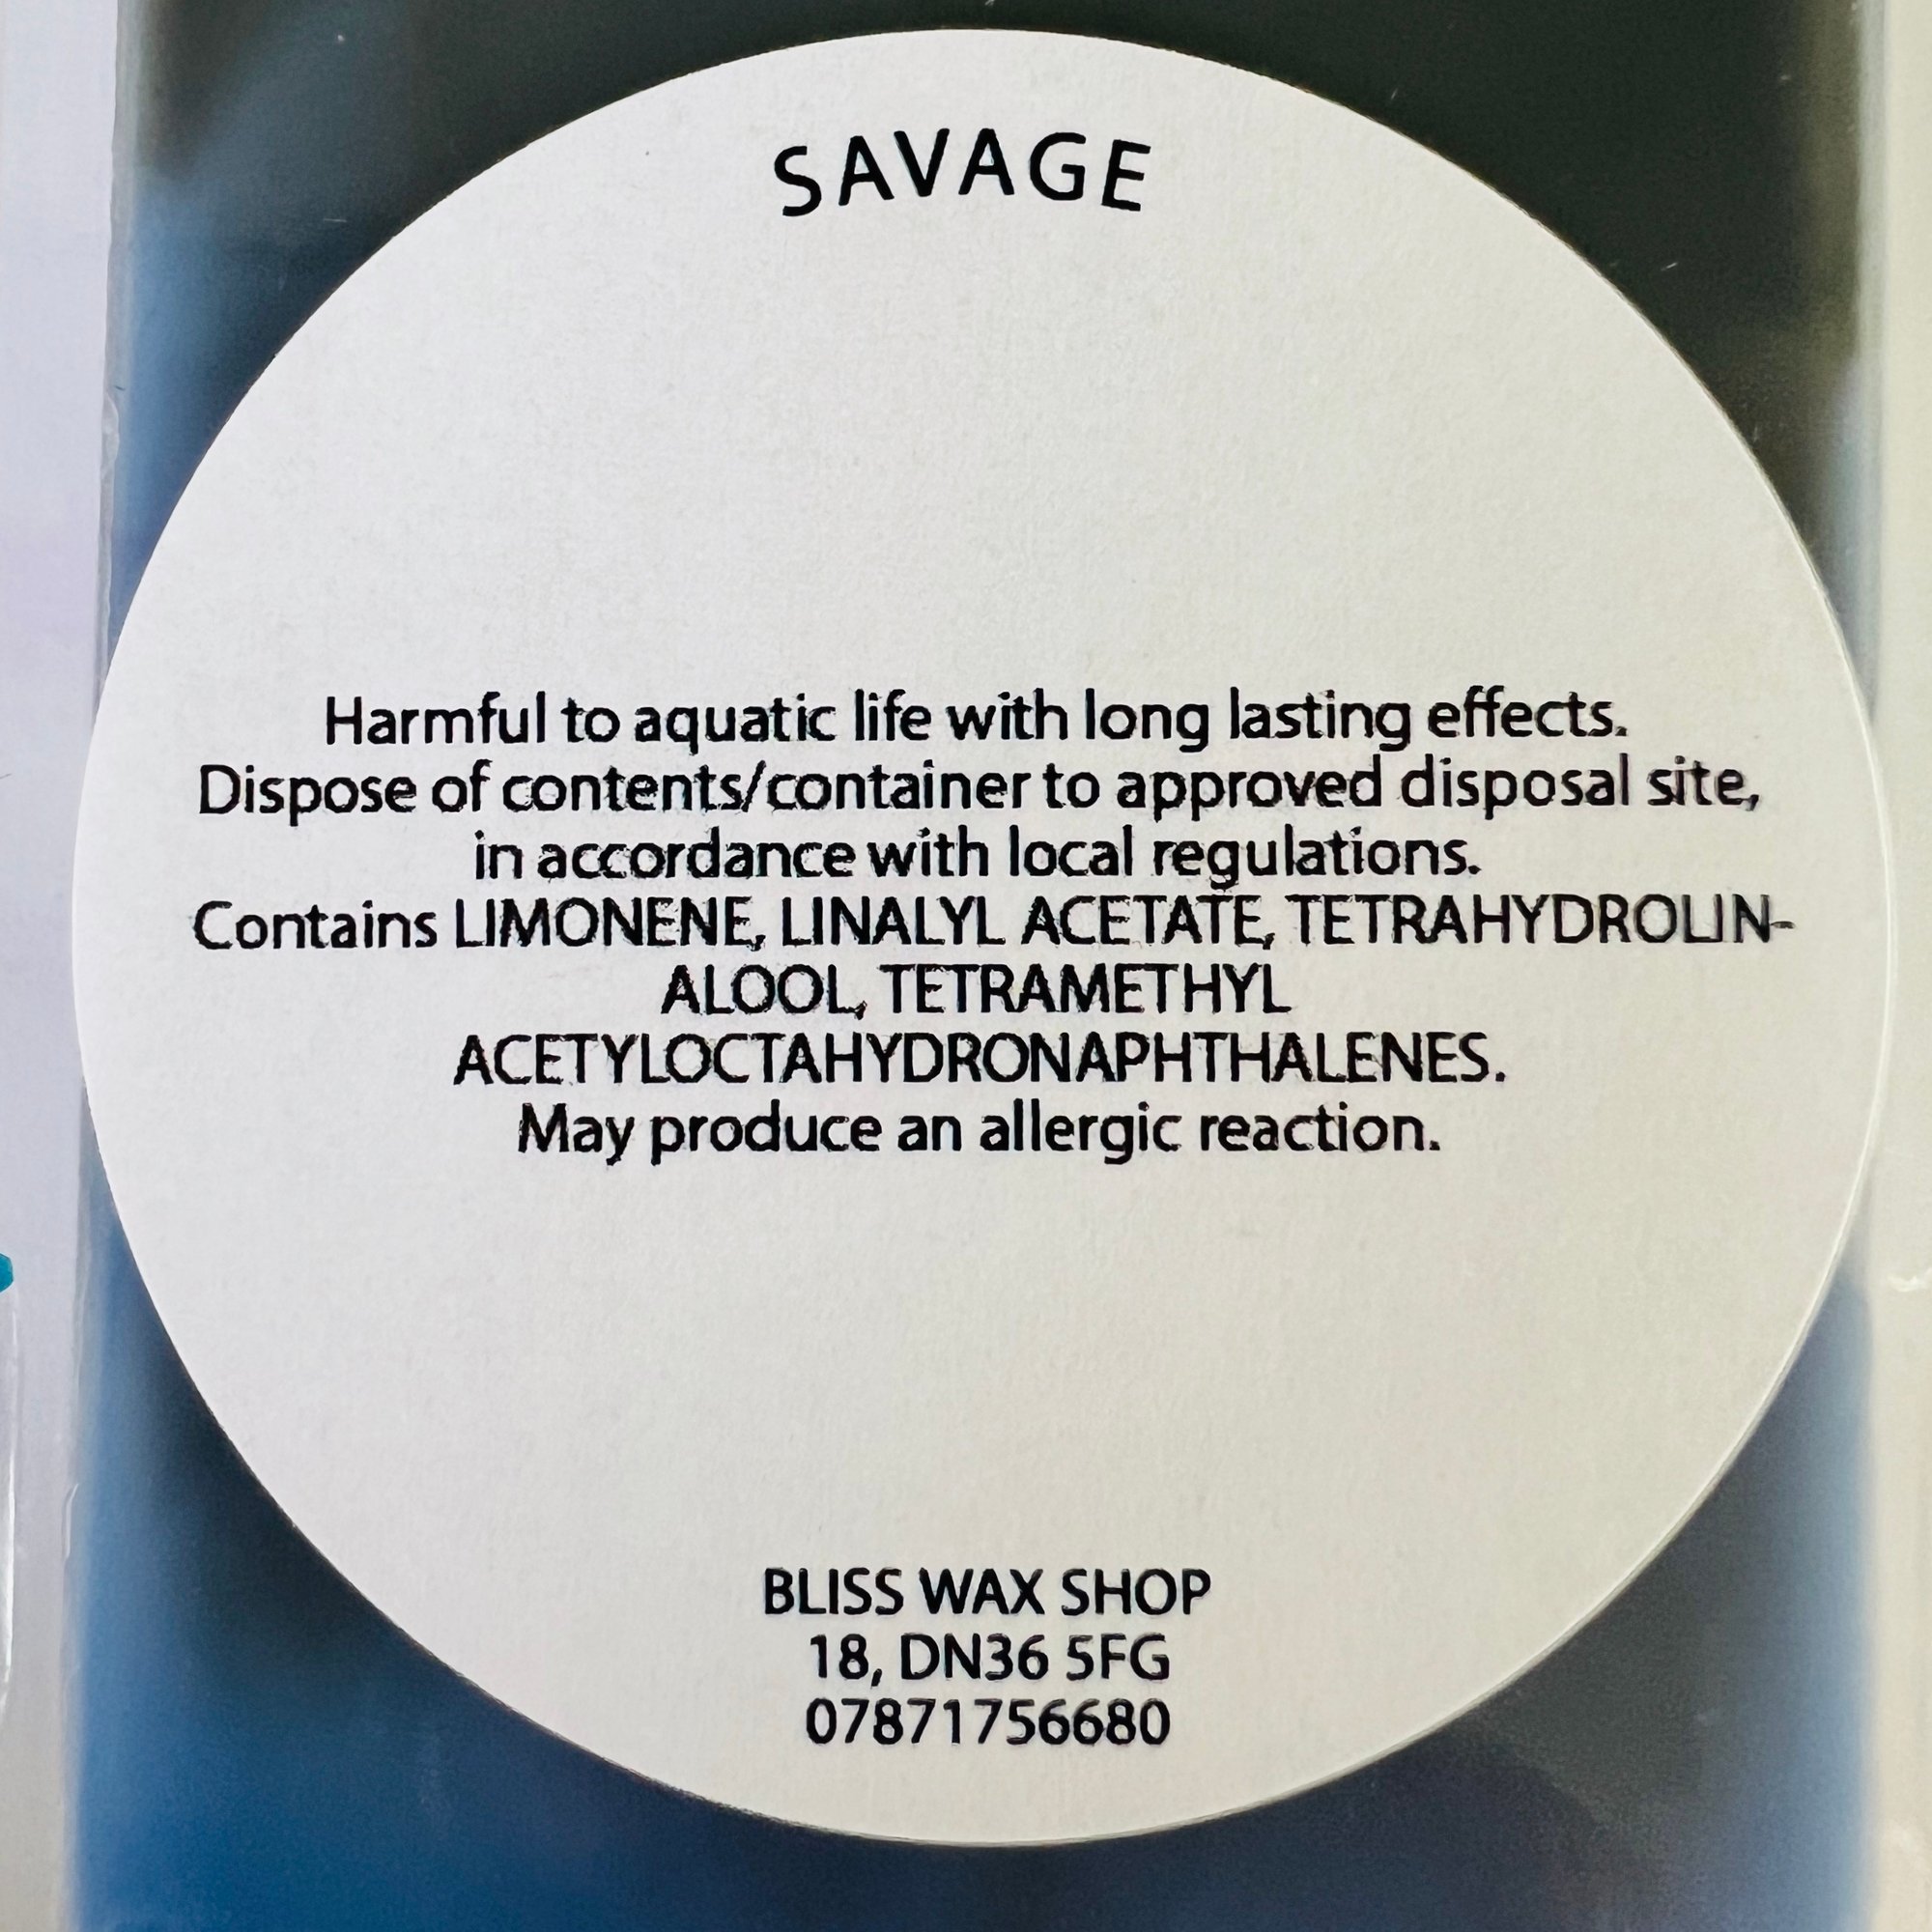 SAVAGE
Harmful to aquatic life with long lasting effects.
Dispose of contents/container to approved disposal site,
in accordance with local regulations.
Contains LIMONENE, LINALYL ACETATE, TETRAHYDROLIN-
ALOOL, TETRAMETHYL
ACETYLOCTAHYDRONAPHTHALENES.
May produce an allergic reaction.
BLISS WAX SHOP
18, DN36 5FG
07871756680